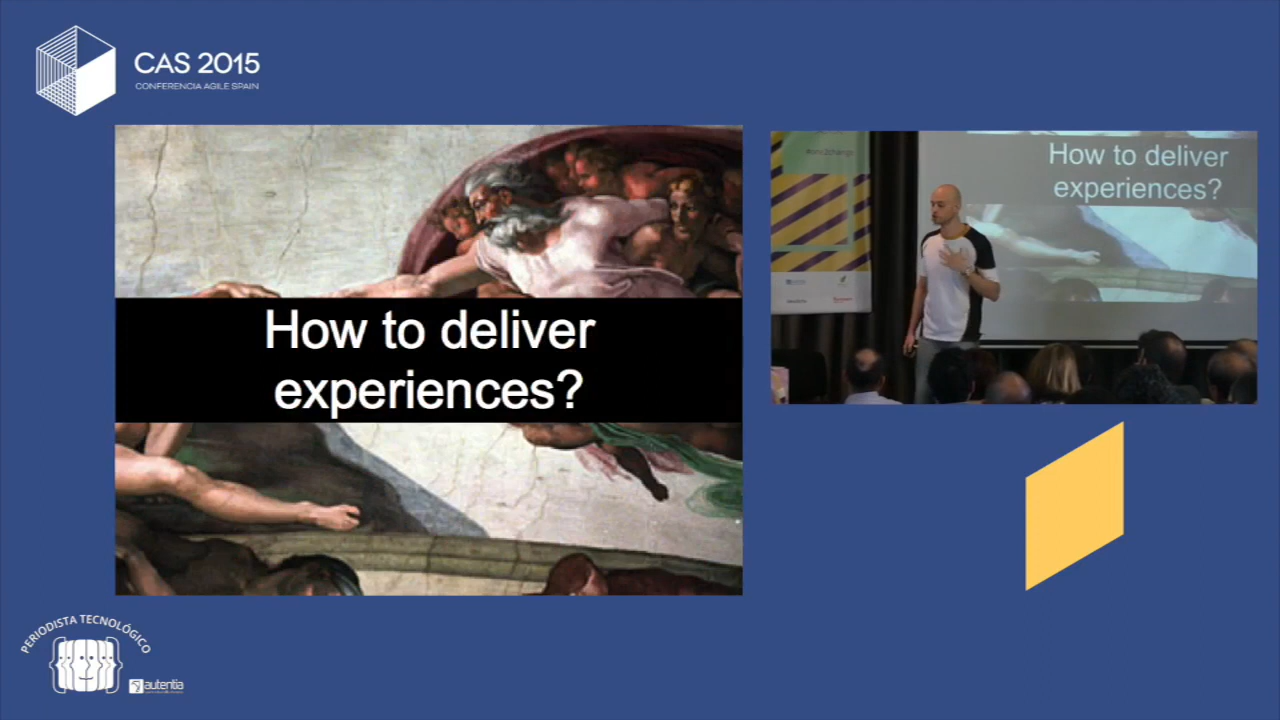 CAS 2015
CONFERENCIA AGILE SPAIN
How to deliver
experiences?
How to deliver
experiences?
PERIODISTA TECNOLÓGICO
autentia